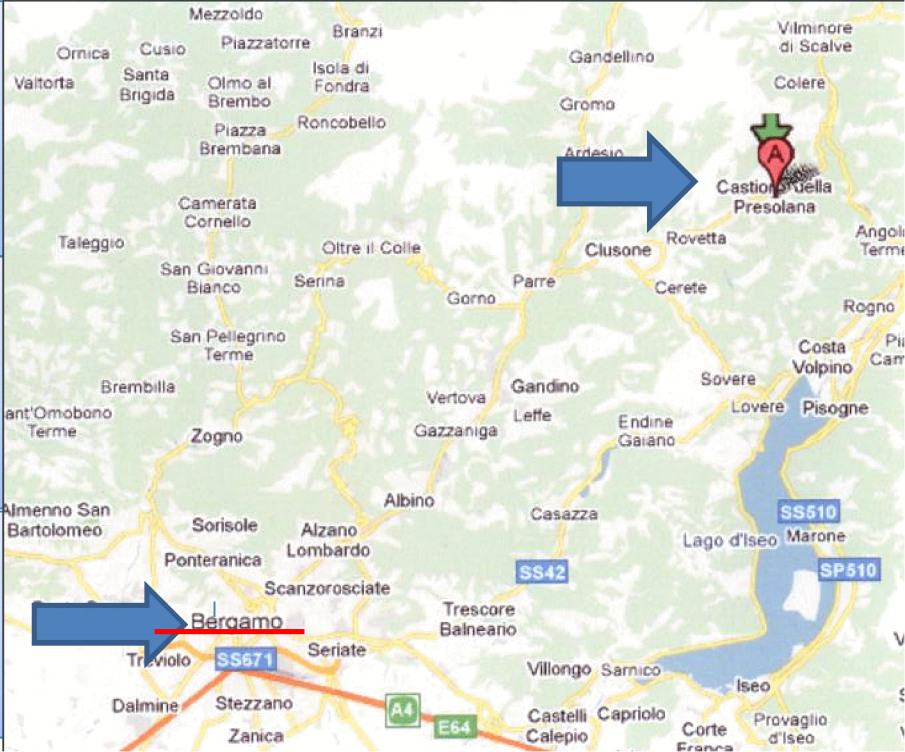 Mezzoldo
Branzi
Ornica
Cusio
Piazzatorre
Valtorta
Santa
Brigida
Olmo al
Brembo
Isola di
Fondra
Piazza
Brembana
Roncobello
Gandellino
Gromo
Ardesio
Vilminore
di Scalve
Colere
A
Castione della
Presolana
Camerata
Cornello
Taleggio
Oltre il Colle
San Giovanni
Bianco
Serina
Clusone
Rovetta
Parre
Gorno
Cerete
Rogno
San Pellegrino
Terme
Costa
Volpino
Brembilla
Vertova
Gandino
Leffe
Sovere
Lovere
Pisogne
ant'Omobono
Terme
Zogno
Gazzaniga
Endine
Gaiano
Almenno San
Bartolomeo
Sorisole
Albino
Casazza
Alzano
Lombardo
Ponteranica
SS510
Lago d'Iseo
Marone
SS42
SP510
Scanzorosciate
Bergamo
Trescore
Balneario
Treviolo
SS671
Seriate
Villongo
Sarnico
Iseo
Dalmine
Stezzano
Zanica
A4
E64
Castelli
Calepio
Capriolo
Corte
Franca
Provaglio
d'Iseo